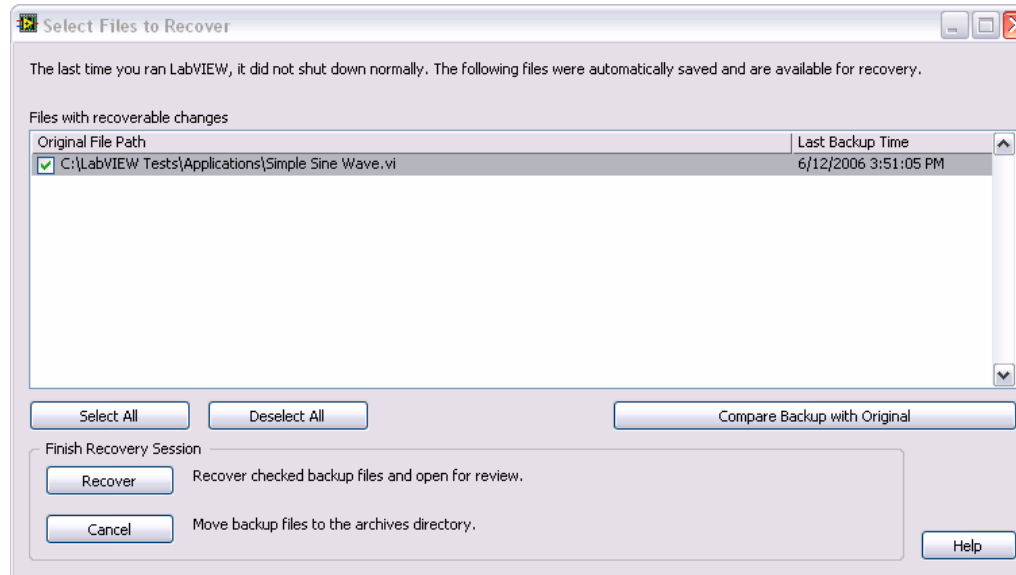 Select Files to Recover
The last time you ran LabVIEW, it did not shut down normally. The following files were automatically saved and are available for recovery.
Files with recoverable changes
Original File Path Last Backup Time
C:\LabVIEW Tests\Applications\Simple Sine Wave.vi 6/12/2006 3:51:05 PM
Select All Deselect All Compare Backup with Original
Finish Recovery Session
Recover Recover checked backup files and open for review.
Cancel Move backup files to the archives directory.
Help